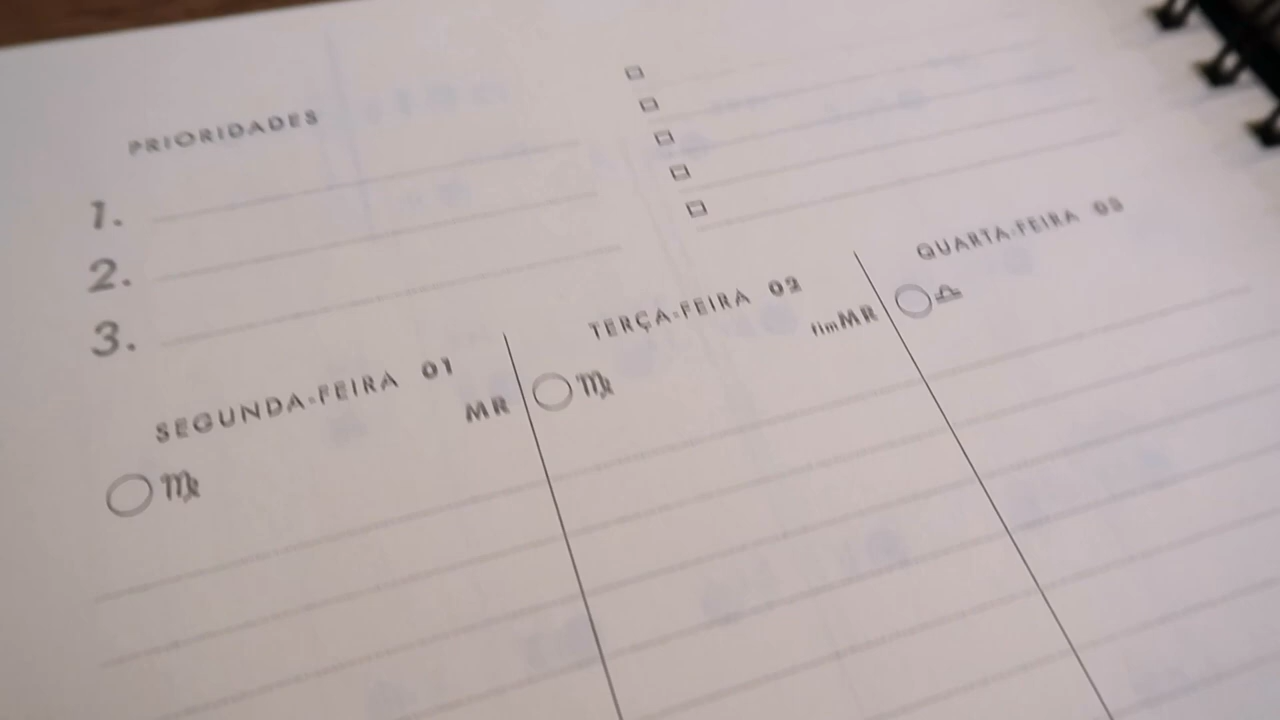 PRIORIDADES
1.
2.
3.
SEGUNDA-FEIRA 01
MR
♍
TERÇA-FEIRA 02
fimMR
♍
QUARTA-FEIRA 03
♎